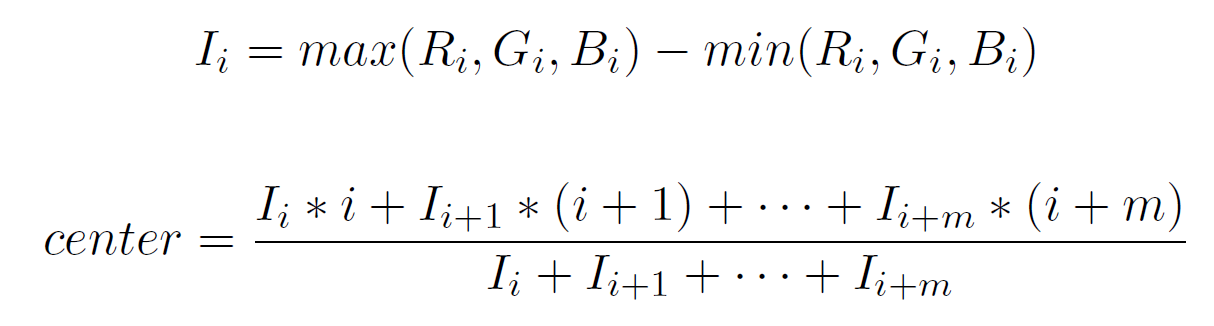 I_i = max(R_i, G_i, B_i) − min(R_i, G_i, B_i)
center = \frac{I_i * i + I_{i+1} * (i + 1) + ⋯ + I_{i+m} * (i + m)}{I_i + I_{i+1} + ⋯ + I_{i+m}}